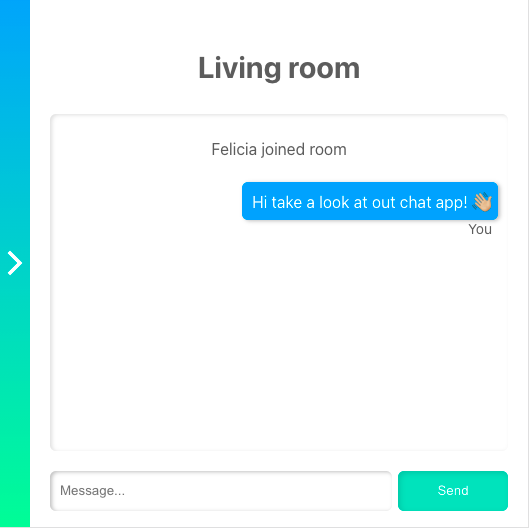 Living room
Felicia joined room
Hi take a look at out chat app! 👋🏼
You
Message...
Send